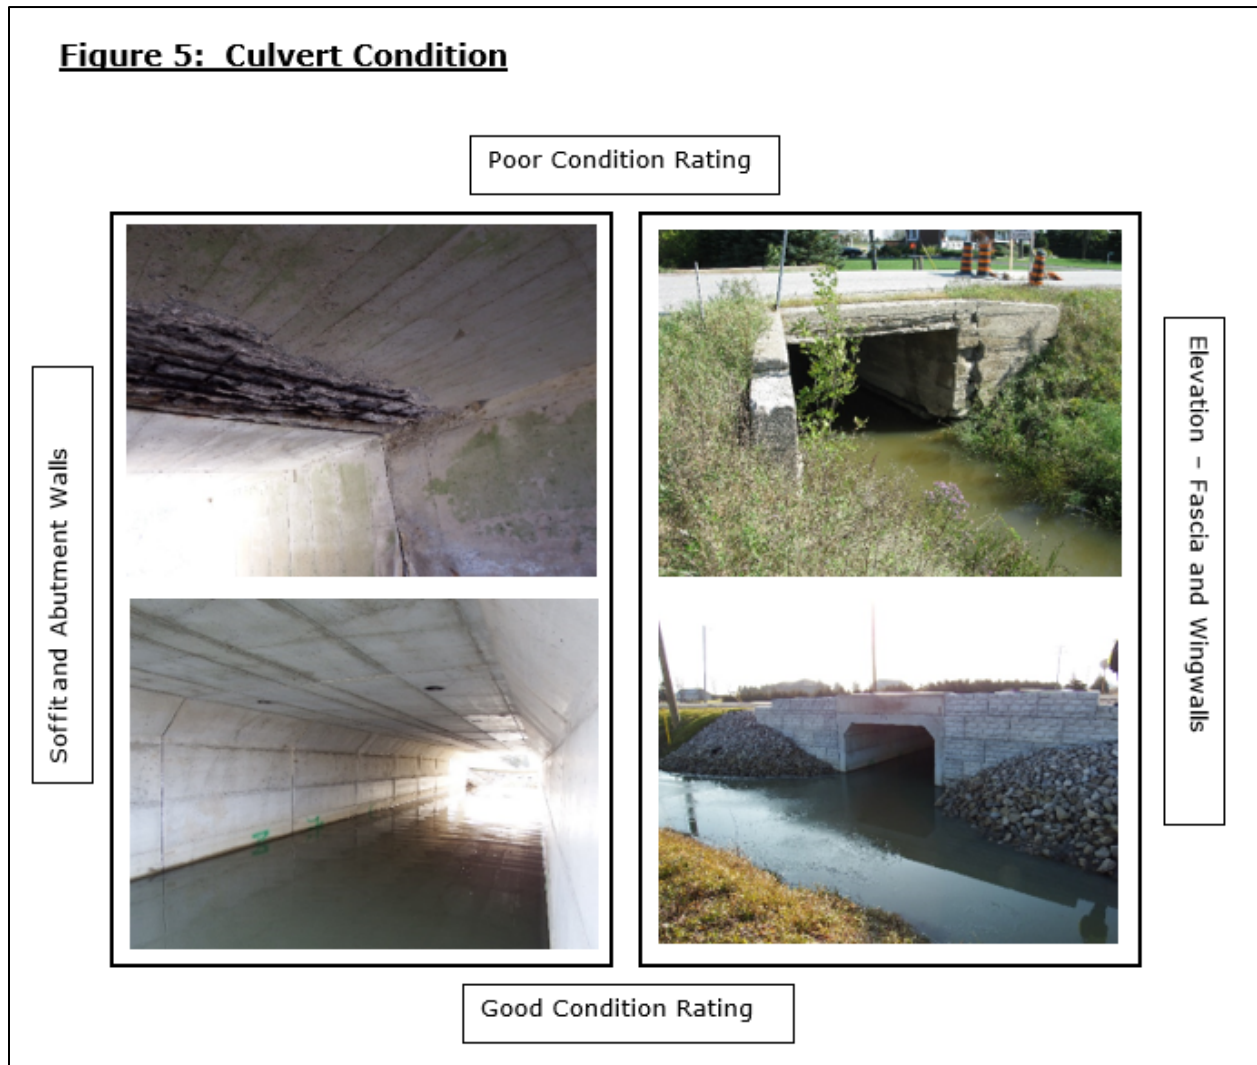 Figure 5:  Culvert Condition
Poor Condition Rating
Soffit and Abutment Walls
Elevation – Fascia and Wingwalls
Good Condition Rating